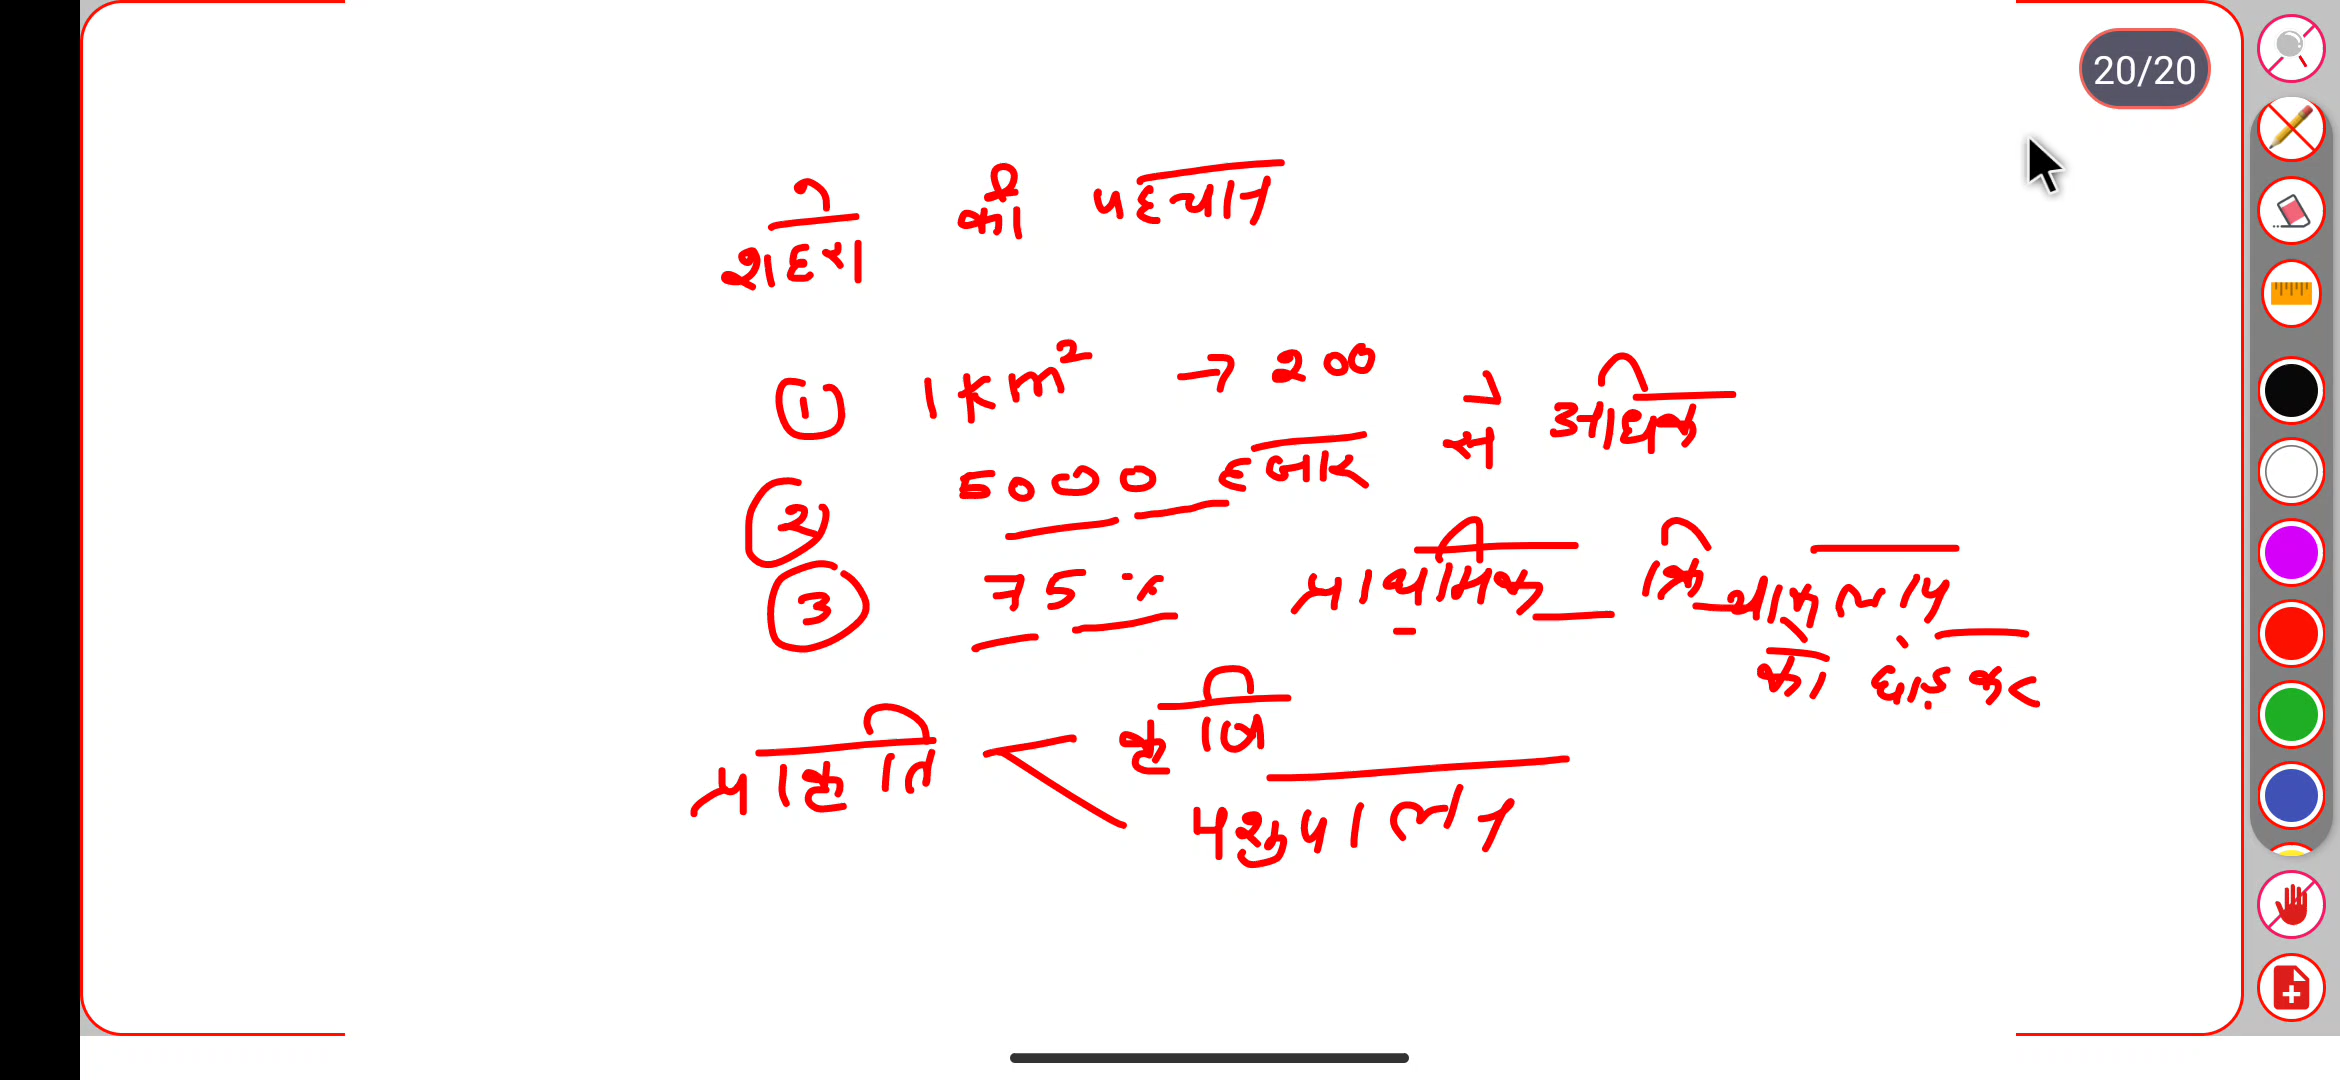 20/20
शहरों की पहचान
① 1 km² → 200 से अधिक
② 5000 हजार
③ 75 % प्राथमिक क्रियाकलाप
को छोड़कर
प्रकृति कृषि
पशुपालन